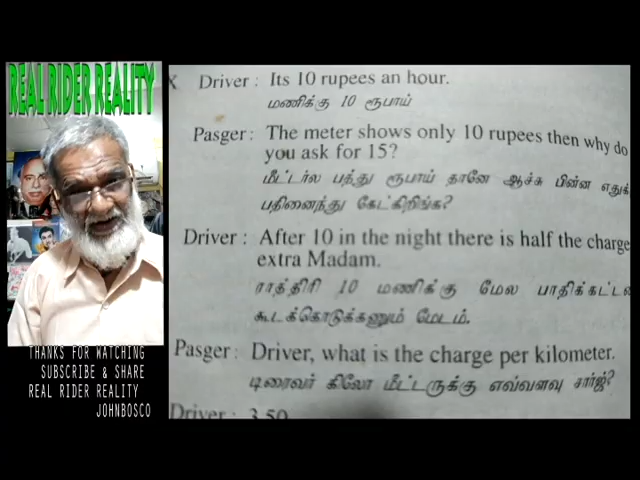 REAL RIDER REALITY
X Driver : Its 10 rupees an hour.
மணிக்கு 10 ரூபாய்
Pasger : The meter shows only 10 rupees then why do
you ask for 15?
மீட்டர்ல பத்து ரூபாய் தானே ஆச்சு பின்ன எதுக்
பதினைந்து கேட்கிறிங்க?
Driver : After 10 in the night there is half the charge
extra Madam.
ராத்திரி 10 மணிக்கு மேல பாதிக்கட்ட
கூடக்கொடுக்கணும் மேடம்.
Pasger : Driver, what is the charge per kilometer.
டிரைவர் கிலோ மீட்டருக்கு எவ்வளவு சார்ஜ்?
Driver : 3.50
THANKS FOR WATCHING
SUBSCRIBE & SHARE
REAL RIDER REALITY
JOHNBOSCO